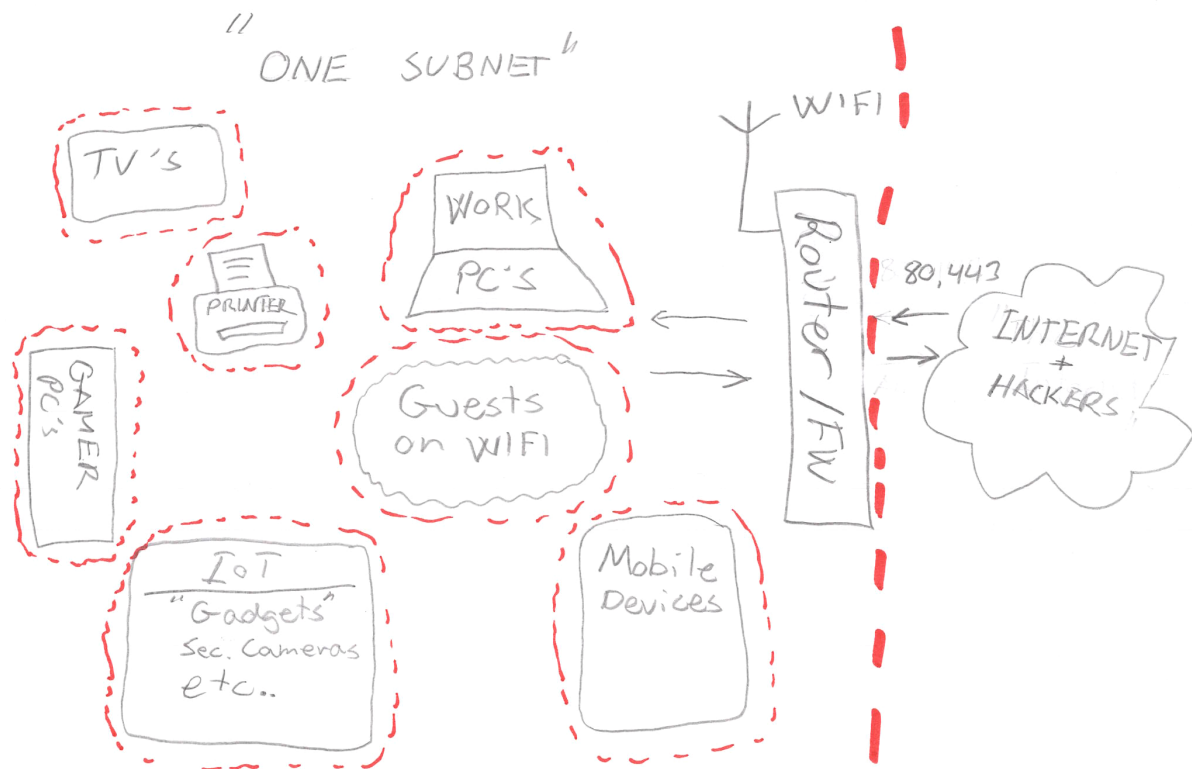 "ONE SUBNET"
WIFI
TV'S
WORK
PC'S
PRINTER
Router/FW
80,443
INTERNET
+
HACKERS
GAMER
PC's
Guests
on WIFI
IoT
"Gadgets"
Sec. Cameras
etc..
Mobile
Devices